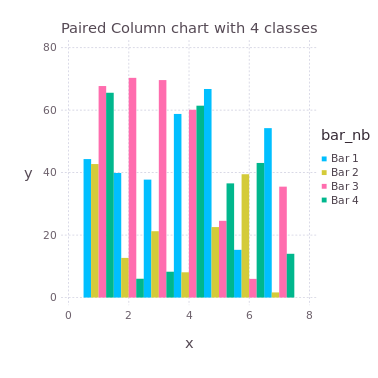 Paired Column chart with 4 classes
80
60
40
20
0
y
0 2 4 6 8
x
bar_nb
Bar 1
Bar 2
Bar 3
Bar 4